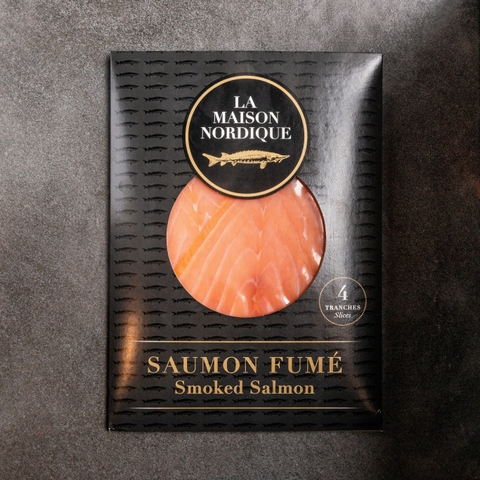 LA
MAISON
NORDIQUE
4
TRANCHES
Slices
SAUMON FUMÉ
Smoked Salmon